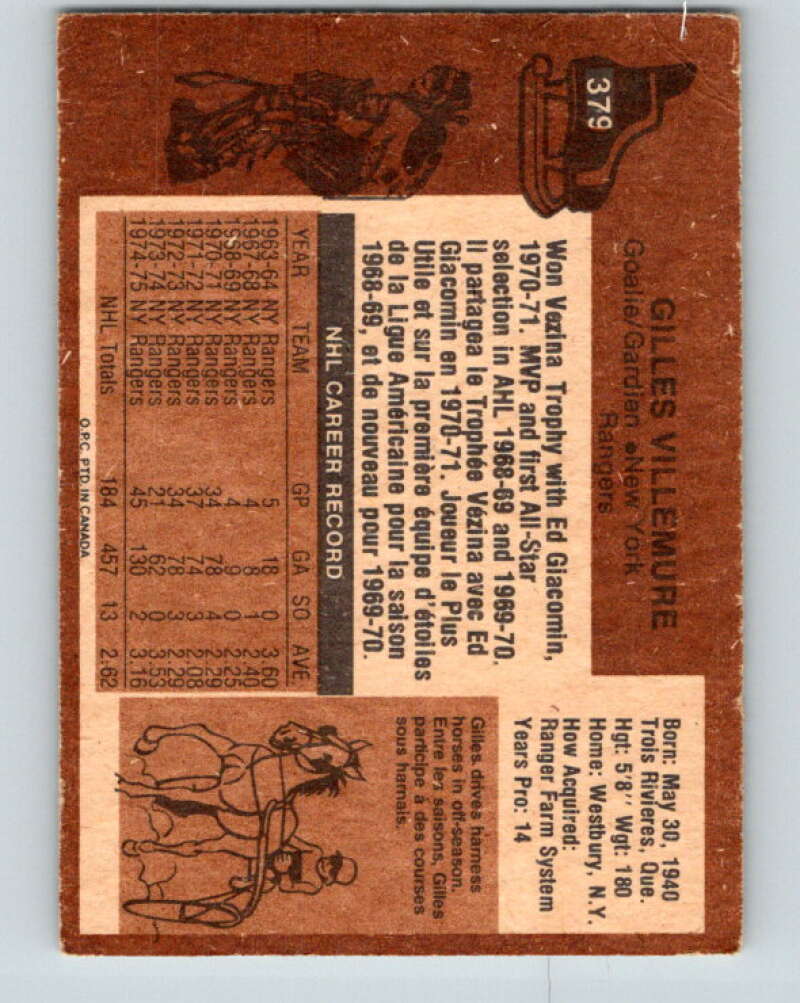 379
GILLES VILLEMURE
Goalie/Gardien ●New York
Rangers
Born: May 30, 1940
Trois Rivieres, Que.
Hgt: 5'8'' Wgt: 180
Home: Westbury, N.Y.
How Acquired:
Ranger Farm System
Years Pro: 14
Won Vezina Trophy with Ed Giacomin,
1970-71. MVP and first All-Star
selection in AHL 1968-69 and 1969-70.
Il partagea le Trophée Vézina avec Ed
Giacomin en 1970-71. Joueur le Plus
Utile et sur la première équipe d'étoiles
de la Ligue Américaine pour la saison
1968-69, et de nouveau pour 1969-70.
NHL CAREER RECORD
YEAR TEAM GP GA SO AVE.
1963-64 NY Rangers 5 18 0 3.60
1967-68 NY Rangers 4 8 1 2.40
1968-69 NY Rangers 4 9 0 2.25
1970-71 NY Rangers 34 78 4 2.29
1971-72 NY Rangers 37 74 3 2.08
1972-73 NY Rangers 34 78 3 2.29
1973-74 NY Rangers 21 62 0 3.53
1974-75 NY Rangers 45 130 2 3.16
NHL Totals 184 457 13 2.62
Gilles drives harness
horses in off-season.
Entre les saisons, Gilles
participe à des courses
sous harnais.
O.P.C. PTD. IN CANADA